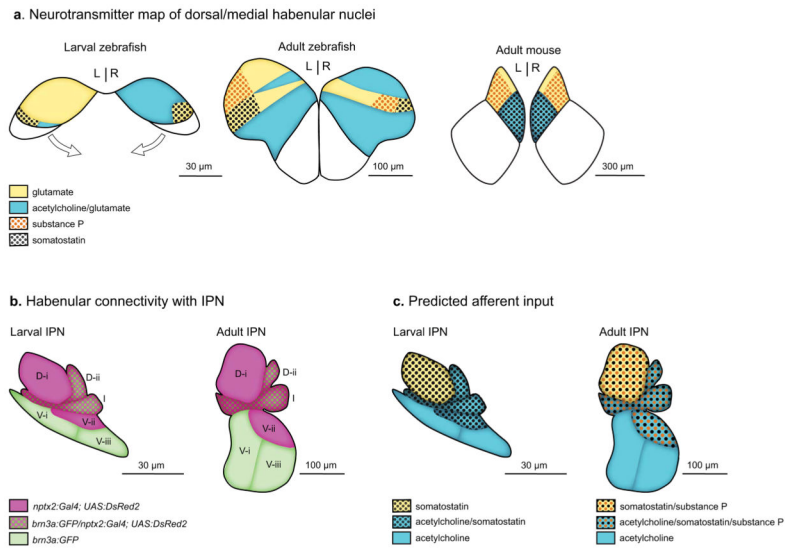 a. Neurotransmitter map of dorsal/medial habenular nuclei
Larval zebrafish
L | R
30 µm
Adult zebrafish
L | R
100 µm
Adult mouse
L | R
300 µm
glutamate
acetylcholine/glutamate
substance P
somatostatin
b. Habenular connectivity with IPN
Larval IPN
D-i
D-ii
I
V-i
V-ii
V-iii
30 µm
Adult IPN
D-i
D-ii
I
V-ii
V-i
V-iii
100 µm
nptx2:Gal4; UAS:DsRed2
brn3a:GFP/nptx2:Gal4; UAS:DsRed2
brn3a:GFP
c. Predicted afferent input
Larval IPN
30 µm
Adult IPN
100 µm
somatostatin
acetylcholine/somatostatin
acetylcholine
somatostatin/substance P
acetylcholine/somatostatin/substance P
acetylcholine